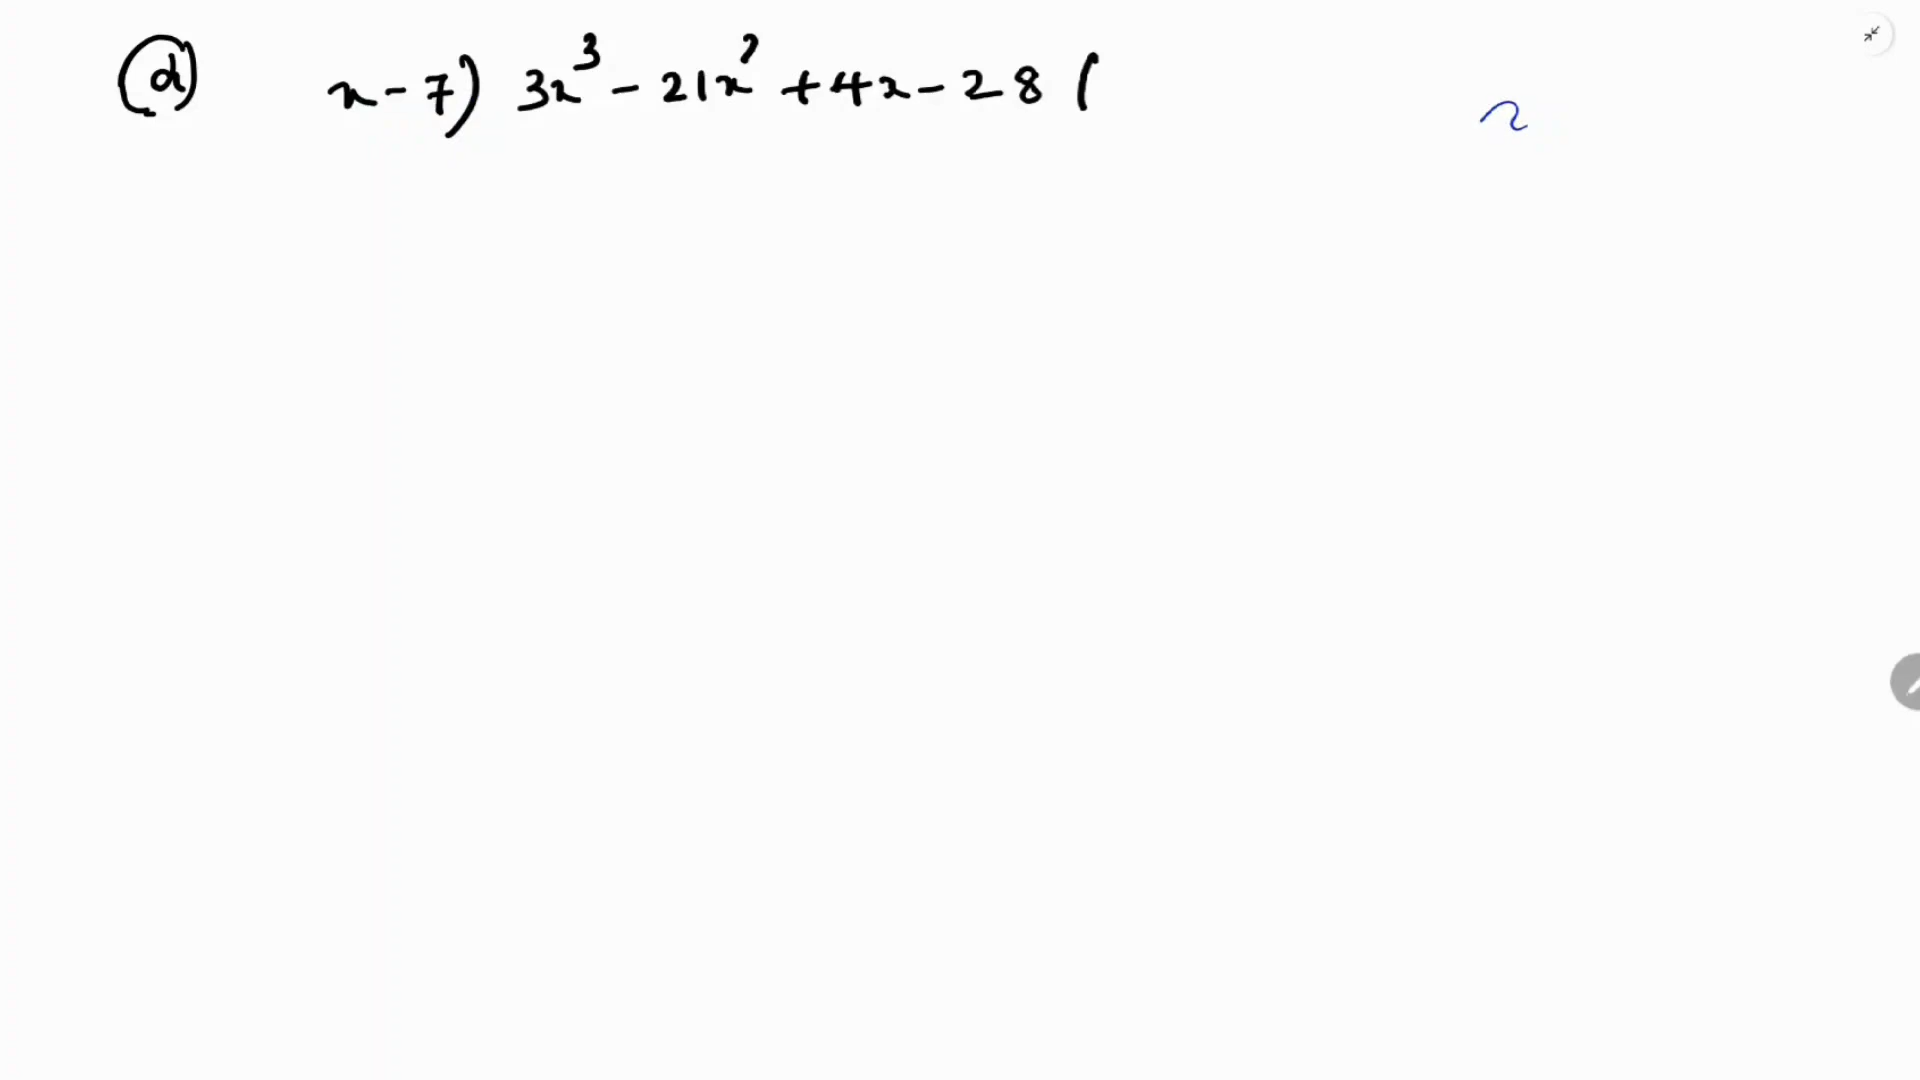 (d) x - 7) 3x³ - 21x² + 4x - 28 (